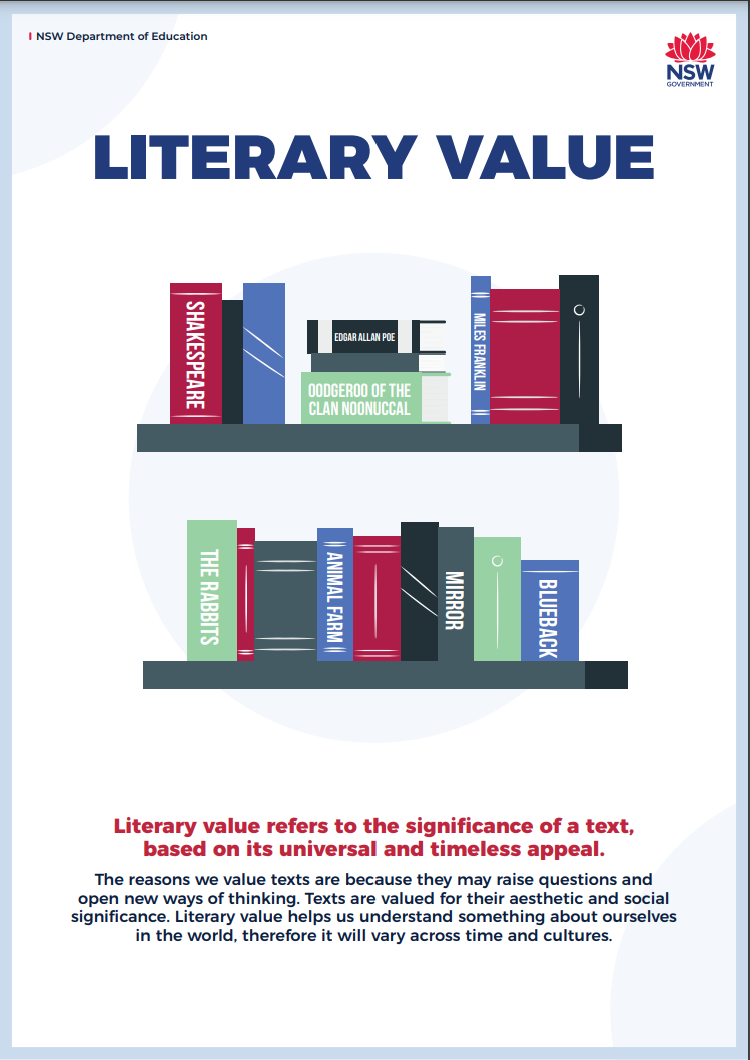 NSW Department of Education
NSW
GOVERNMENT
LITERARY VALUE
SHAKESPEARE
EDGAR ALLAN POE
OODGEROO OF THE
CLAN NOONUCCAL
MILES FRANKLIN
THE RABBITS
ANIMAL FARM
MIRROR
BLUEBACK
Literary value refers to the significance of a text,
based on its universal and timeless appeal.
The reasons we value texts are because they may raise questions and
open new ways of thinking. Texts are valued for their aesthetic and social
significance. Literary value helps us understand something about ourselves
in the world, therefore it will vary across time and cultures.